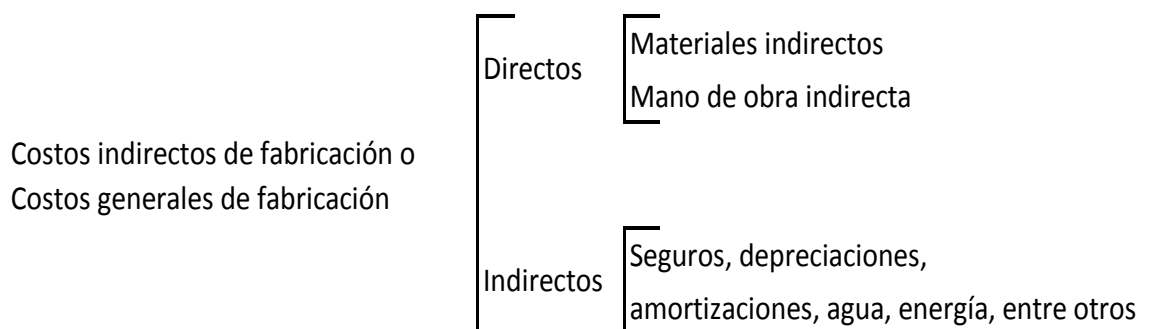 Directos
Materiales indirectos
Mano de obra indirecta
Costos indirectos de fabricación o
Costos generales de fabricación
Indirectos
Seguros, depreciaciones,
amortizaciones, agua, energía, entre otros